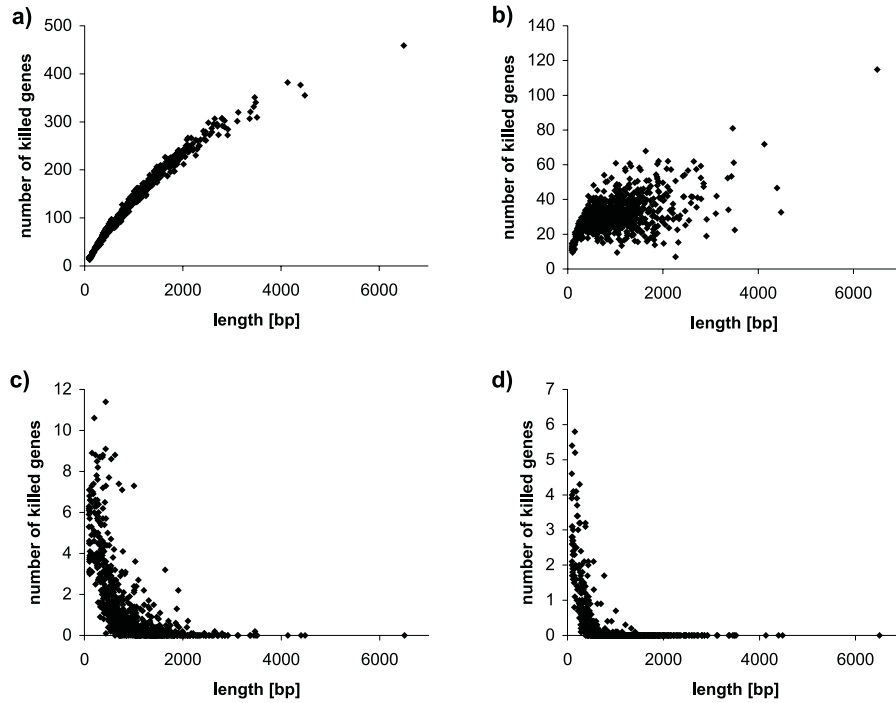 a)
500
400
300
200
100
0
0 2000 4000 6000
number of killed genes
length [bp]
b)
140
120
100
80
60
40
20
0
0 2000 4000 6000
number of killed genes
length [bp]
c)
12
10
8
6
4
2
0
0 2000 4000 6000
number of killed genes
length [bp]
d)
7
6
5
4
3
2
1
0
0 2000 4000 6000
number of killed genes
length [bp]